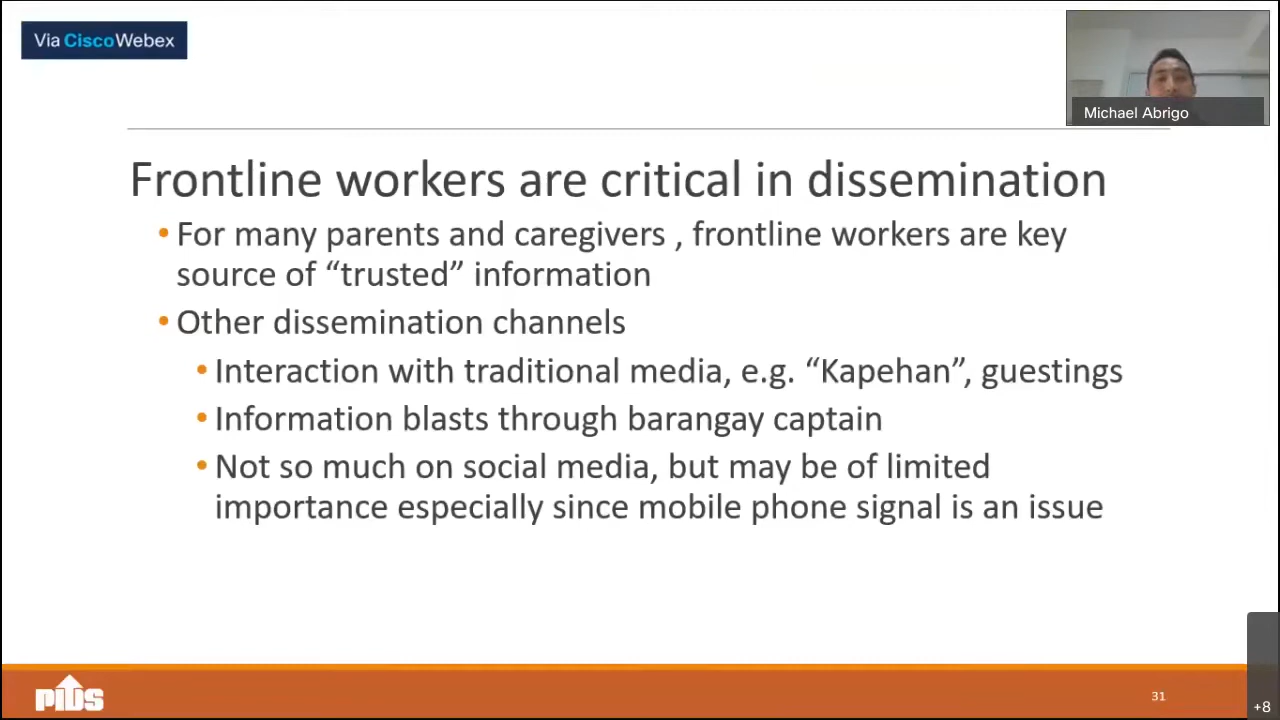 Via CiscoWebex
Michael Abrigo
Frontline workers are critical in dissemination
•For many parents and caregivers , frontline workers are key
source of “trusted” information
•Other dissemination channels
•Interaction with traditional media, e.g. “Kapehan”, guestings
•Information blasts through barangay captain
•Not so much on social media, but may be of limited
importance especially since mobile phone signal is an issue
PIDS
31
+8